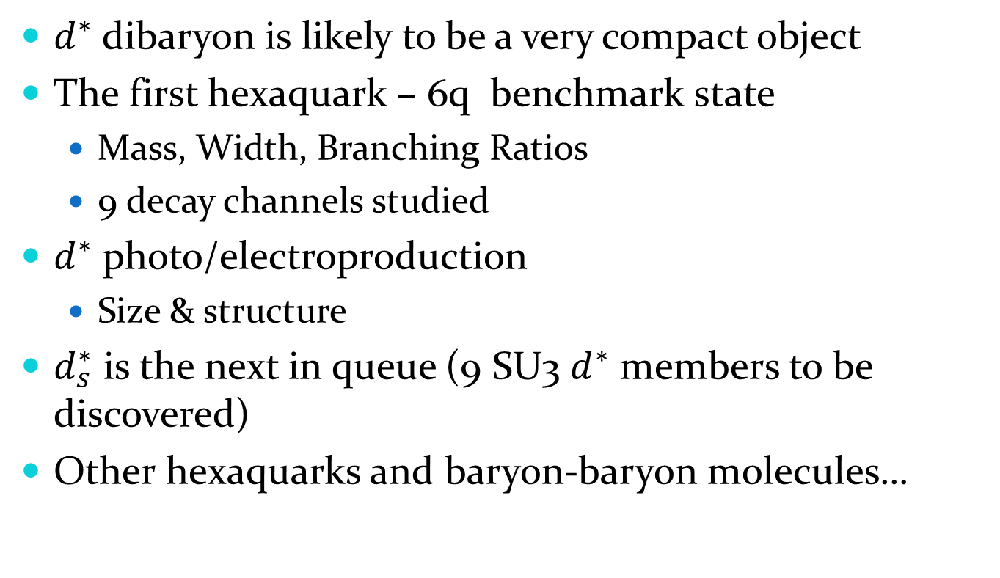 • d* dibaryon is likely to be a very compact object
• The first hexaquark – 6q benchmark state
• Mass, Width, Branching Ratios
• 9 decay channels studied
• d* photo/electroproduction
• Size & structure
• d*ₛ is the next in queue (9 SU3 d* members to be
discovered)
• Other hexaquarks and baryon-baryon molecules…